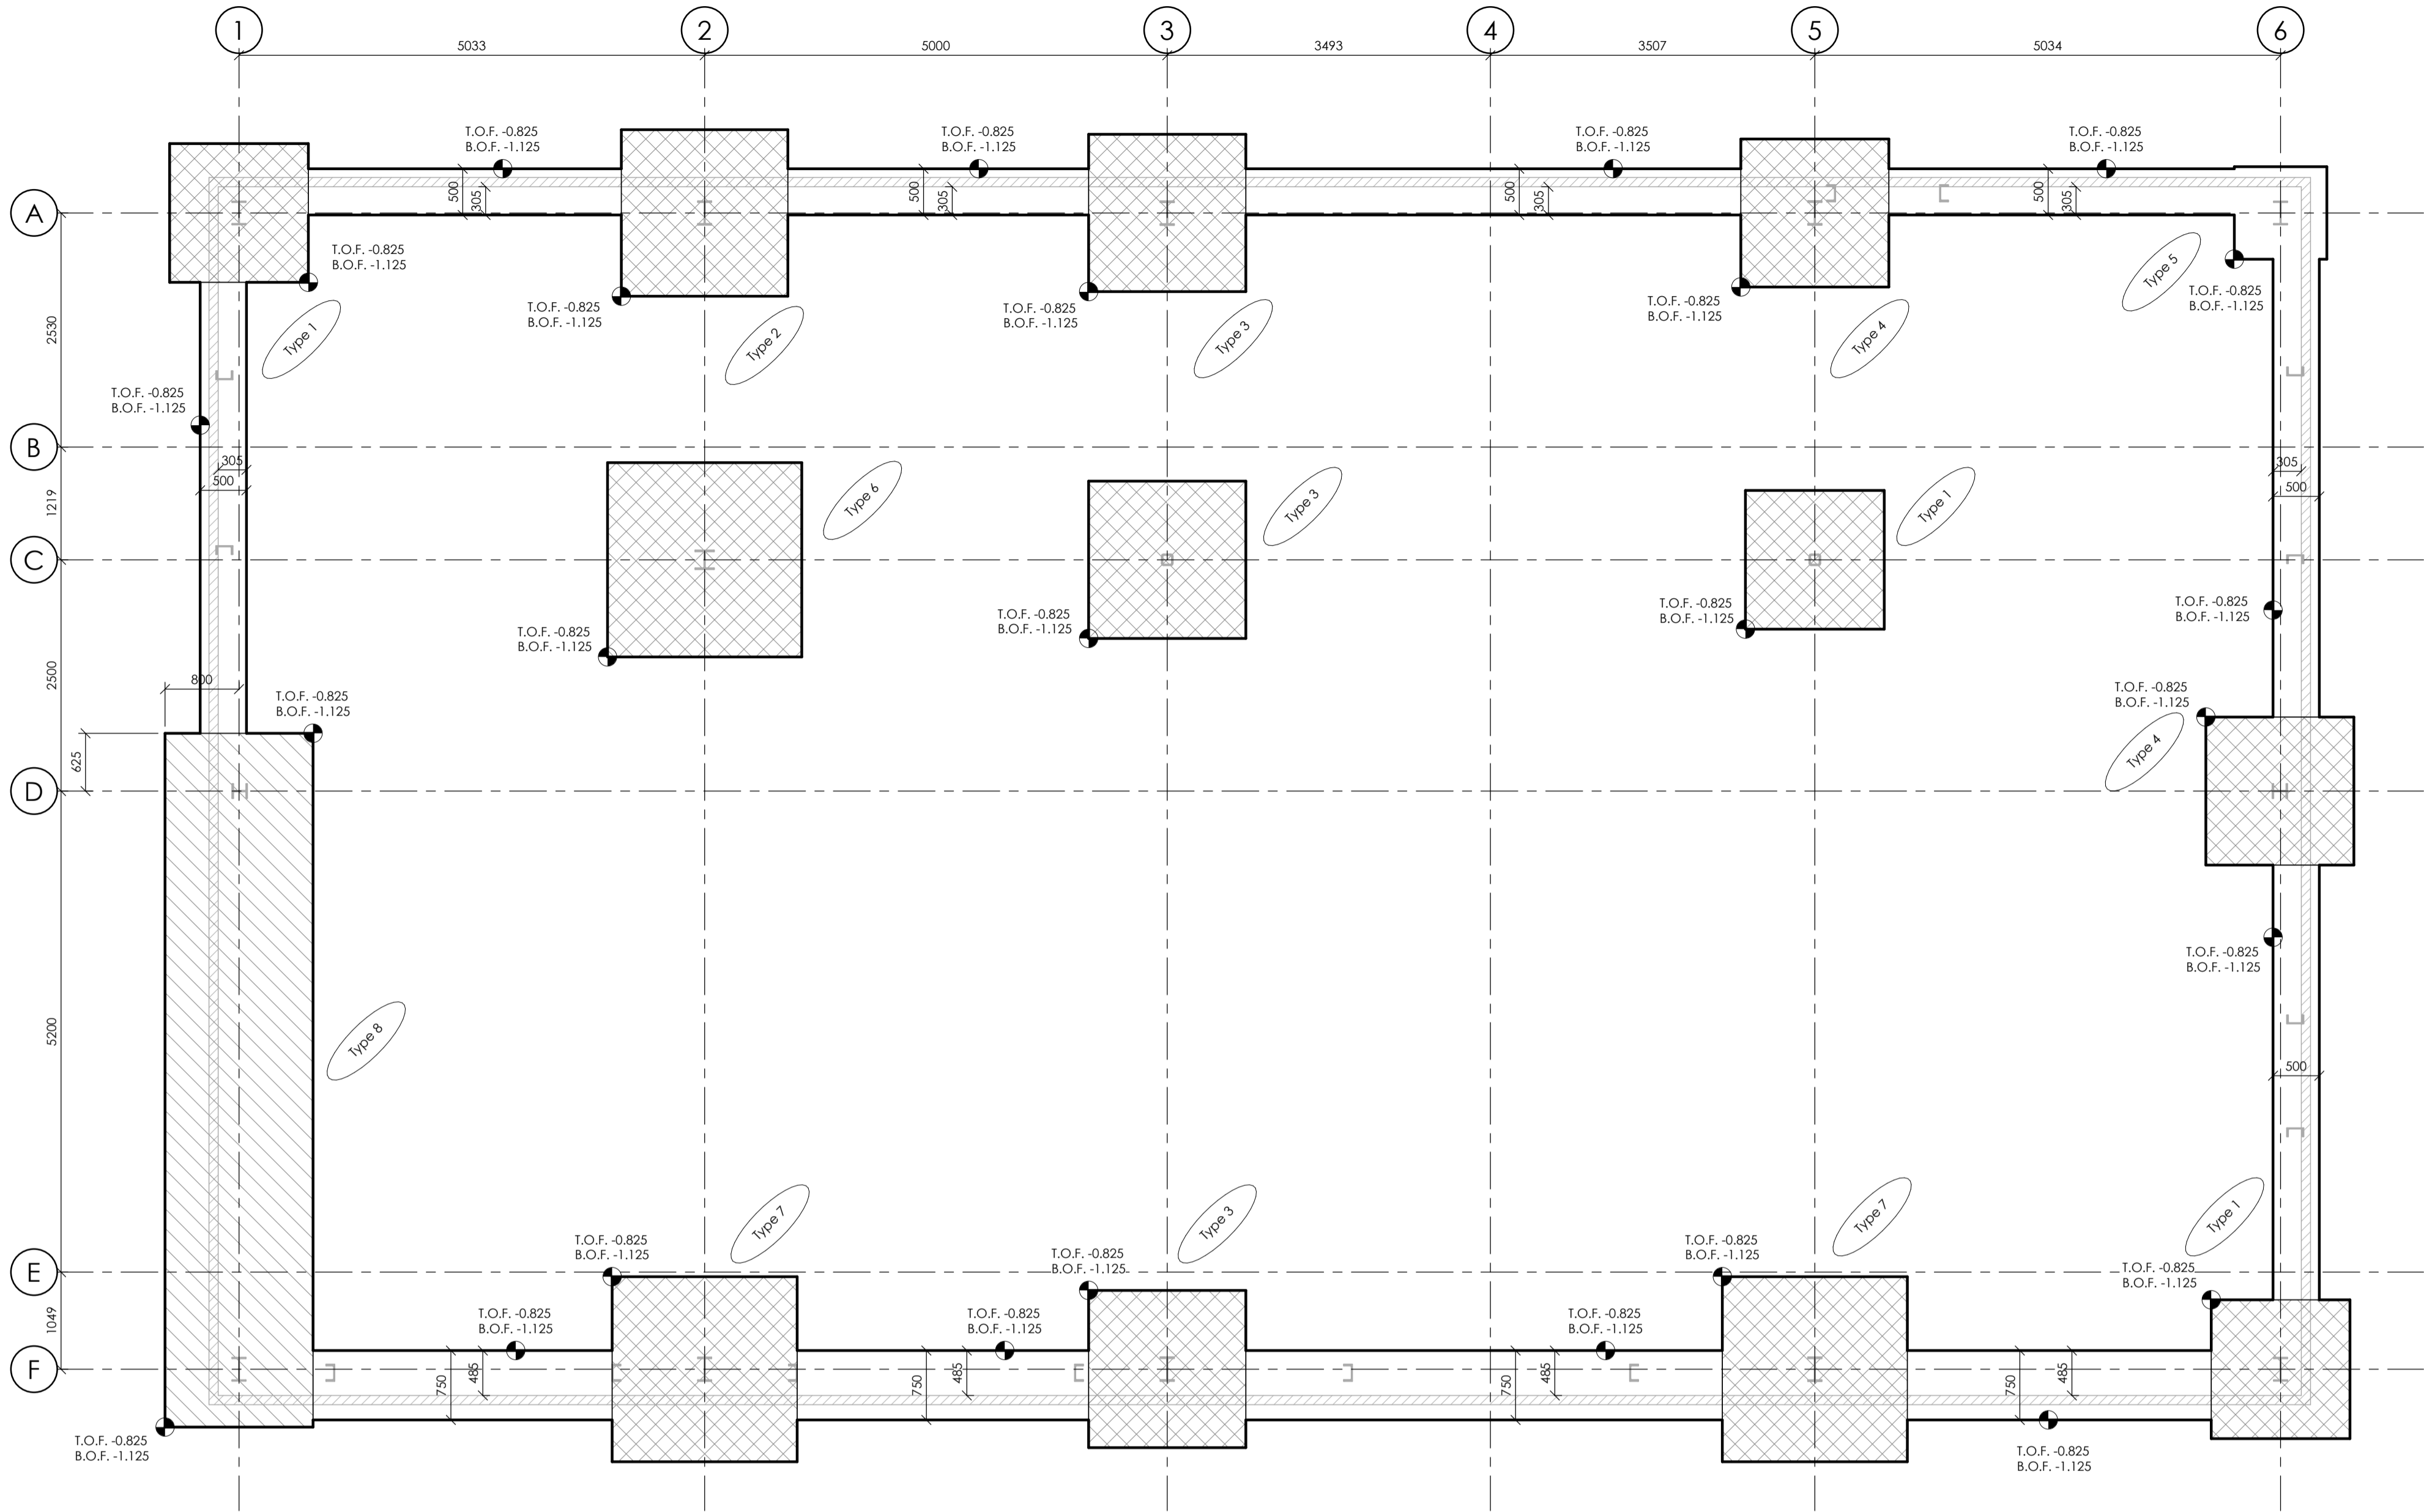 1
2
3
4
5
6
5033
5000
3493
3507
5034
T.O.F. -0.825
B.O.F. -1.125
T.O.F. -0.825
B.O.F. -1.125
T.O.F. -0.825
B.O.F. -1.125
T.O.F. -0.825
B.O.F. -1.125
500
305
500
305
500
305
500
305
A
T.O.F. -0.825
B.O.F. -1.125
T.O.F. -0.825
B.O.F. -1.125
T.O.F. -0.825
B.O.F. -1.125
T.O.F. -0.825
B.O.F. -1.125
T.O.F. -0.825
B.O.F. -1.125
Type 5
Type 1
Type 2
Type 3
Type 4
2530
T.O.F. -0.825
B.O.F. -1.125
B
305
500
305
500
Type 6
Type 3
Type 1
1219
C
T.O.F. -0.825
B.O.F. -1.125
T.O.F. -0.825
B.O.F. -1.125
T.O.F. -0.825
B.O.F. -1.125
T.O.F. -0.825
B.O.F. -1.125
2500
800
T.O.F. -0.825
B.O.F. -1.125
T.O.F. -0.825
B.O.F. -1.125
625
Type 4
D
T.O.F. -0.825
B.O.F. -1.125
5200
Type 8
500
Type 7
Type 3
Type 7
Type 1
T.O.F. -0.825
B.O.F. -1.125
T.O.F. -0.825
B.O.F. -1.125
T.O.F. -0.825
B.O.F. -1.125
T.O.F. -0.825
B.O.F. -1.125
E
1049
T.O.F. -0.825
B.O.F. -1.125
T.O.F. -0.825
B.O.F. -1.125
T.O.F. -0.825
B.O.F. -1.125
F
750
485
750
485
750
485
750
485
T.O.F. -0.825
B.O.F. -1.125
T.O.F. -0.825
B.O.F. -1.125